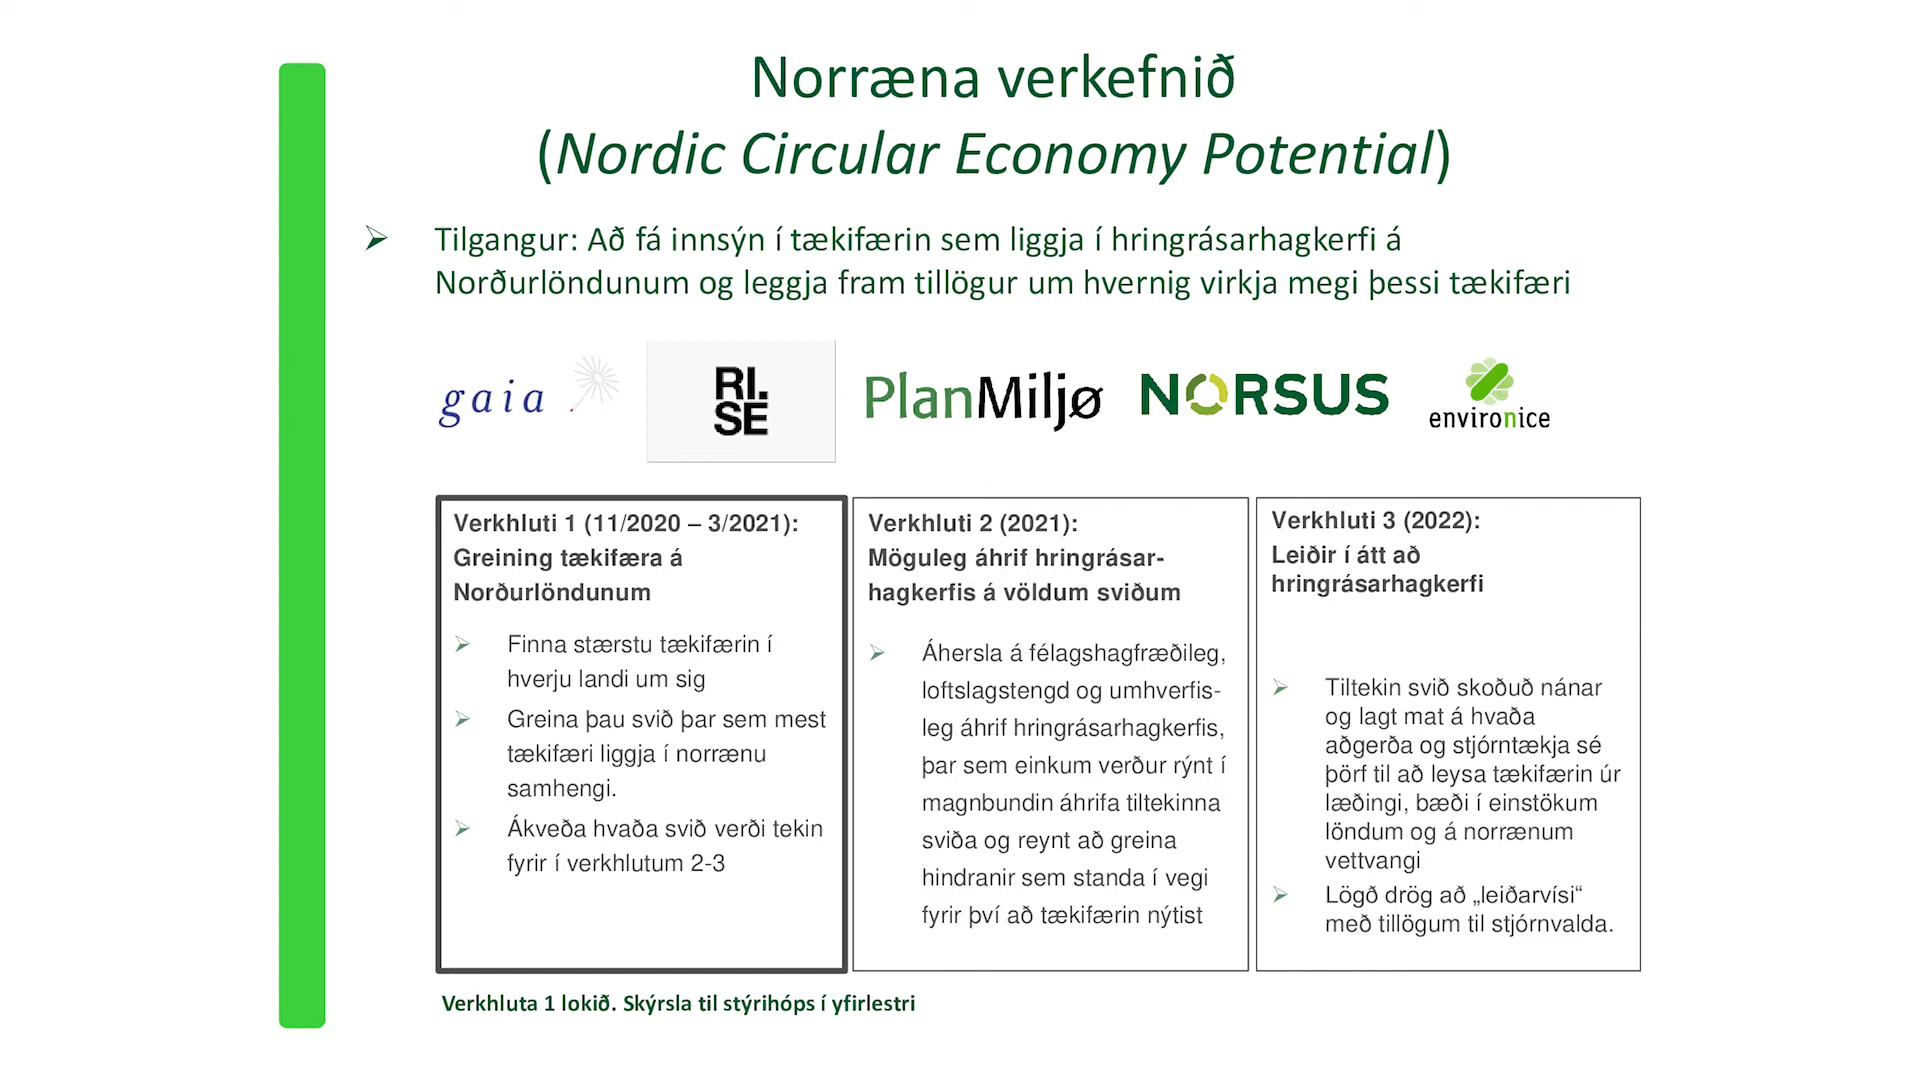 Norræna verkefnið
(Nordic Circular Economy Potential)
Tilgangur: Að fá innsýn í tækifærin sem liggja í hringrásarhagkerfi á
Norðurlöndunum og leggja fram tillögur um hvernig virkja megi þessi tækifæri
gaia
RI.
SE
PlanMiljø
NORSUS
environice
Verkhluti 1 (11/2020 – 3/2021):
Greining tækifæra á
Norðurlöndunum
Finna stærstu tækifærin í
hverju landi um sig
Greina þau svið þar sem mest
tækifæri liggja í norrænu
samhengi.
Ákveða hvaða svið verði tekin
fyrir í verkhlutum 2-3
Verkhluti 2 (2021):
Möguleg áhrif hringrásar-
hagkerfis á völdum sviðum
Áhersla á félagshagfræðileg,
loftslagstengd og umhverfis-
leg áhrif hringrásarhagkerfis,
þar sem einkum verður rýnt í
magnbundin áhrifa tiltekinna
sviða og reynt að greina
hindranir sem standa í vegi
fyrir því að tækifærin nýtist
Verkhluti 3 (2022):
Leiðir í átt að
hringrásarhagkerfi
Tiltekin svið skoðuð nánar
og lagt mat á hvaða
aðgerða og stjórntækja sé
þörf til að leysa tækifærin úr
læðingi, bæði í einstökum
löndum og á norrænum
vettvangi
Lögð drög að „leiðarvísi“
með tillögum til stjórnvalda.
Verkhluta 1 lokið. Skýrsla til stýrihóps í yfirlestri